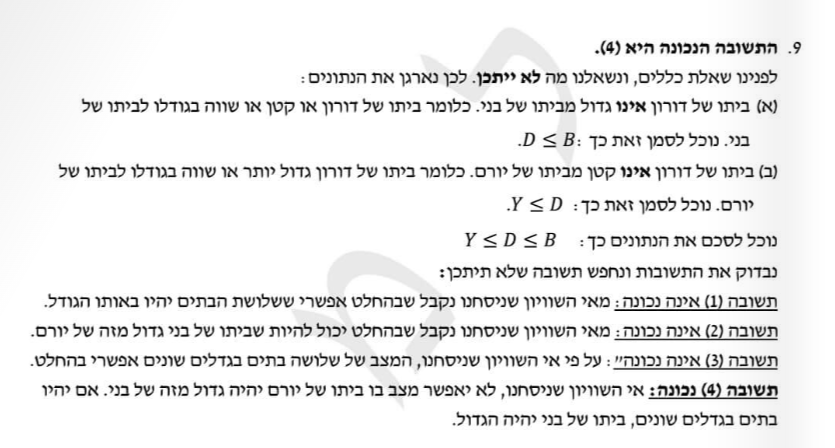 9. התשובה הנכונה היא (4).
לפנינו שאלת כללים, ונשאלנו מה לא ייתכן. לכן נארגן את הנתונים:
(א) ביתו של דורון אינו גדול מביתו של בני. כלומר ביתו של דורון או קטן או שווה בגודלו לביתו של
בני. נוכל לסמן זאת כך: D ≤ B.
(ב) ביתו של דורון אינו קטן מביתו של יורם. כלומר ביתו של דורון גדול יותר או שווה בגודלו לביתו של
יורם. נוכל לסמן זאת כך: Y ≤ D.
נוכל לסכם את הנתונים כך: Y ≤ D ≤ B
נבדוק את התשובות ונחפש תשובה שלא תיתכן:
תשובה (1) אינה נכונה: מאי השוויון שניסחנו נקבל שבהחלט אפשרי ששלושת הבתים יהיו באותו הגודל.
תשובה (2) אינה נכונה: מאי השוויון שניסחנו נקבל שבהחלט יכול להיות שביתו של בני גדול מזה של יורם.
תשובה (3) אינה נכונה": על פי אי השוויון שניסחנו, המצב של שלושה בתים בגדלים שונים אפשרי בהחלט.
תשובה (4) נכונה: אי השוויון שניסחנו, לא יאפשר מצב בו ביתו של יורם יהיה גדול מזה של בני. אם יהיו
בתים בגדלים שונים, ביתו של בני יהיה הגדול.